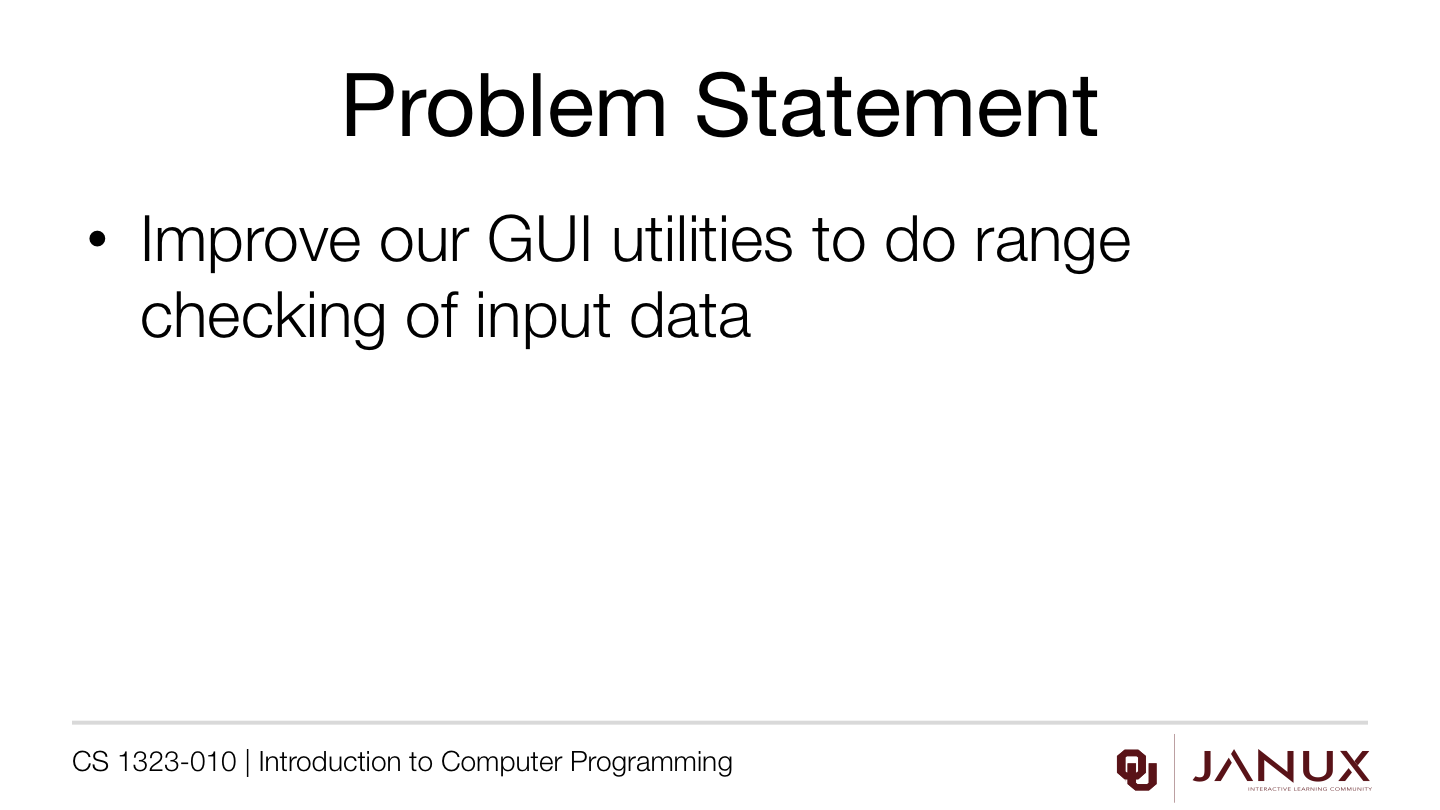 Problem Statement
• Improve our GUI utilities to do range
checking of input data
CS 1323-010 | Introduction to Computer Programming
OU
JANUX
INTERACTIVE LEARNING COMMUNITY